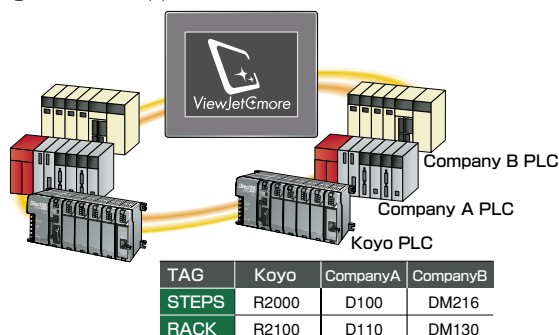 ViewJetCmore
Company B PLC
Company A PLC
Koyo PLC
TAG Koyo CompanyA CompanyB
STEPS R2000 D100 DM216
RACK R2100 D110 DM130